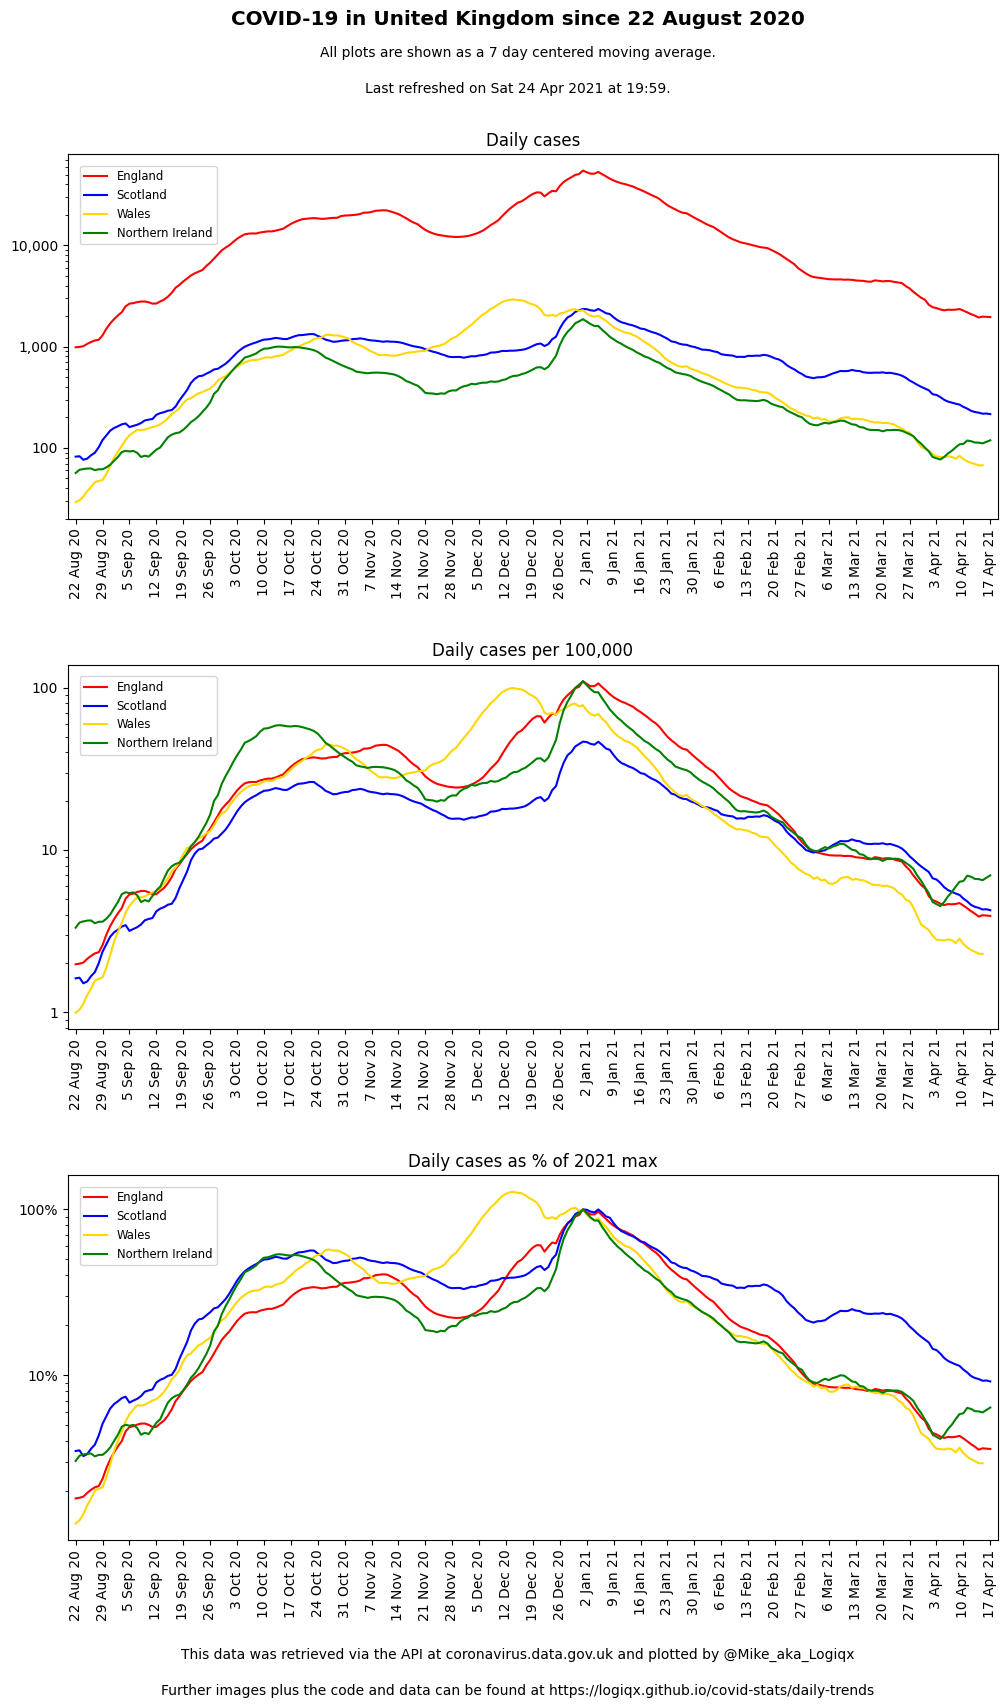 COVID-19 in United Kingdom since 22 August 2020
All plots are shown as a 7 day centered moving average.
Last refreshed on Sat 24 Apr 2021 at 19:59.
Daily cases
England
Scotland
Wales
Northern Ireland
10,000
1,000
100
22 Aug 20
29 Aug 20
5 Sep 20
12 Sep 20
19 Sep 20
26 Sep 20
3 Oct 20
10 Oct 20
17 Oct 20
24 Oct 20
31 Oct 20
7 Nov 20
14 Nov 20
21 Nov 20
28 Nov 20
5 Dec 20
12 Dec 20
19 Dec 20
26 Dec 20
2 Jan 21
9 Jan 21
16 Jan 21
23 Jan 21
30 Jan 21
6 Feb 21
13 Feb 21
20 Feb 21
27 Feb 21
6 Mar 21
13 Mar 21
20 Mar 21
27 Mar 21
3 Apr 21
10 Apr 21
17 Apr 21
Daily cases per 100,000
England
Scotland
Wales
Northern Ireland
100
10
1
22 Aug 20
29 Aug 20
5 Sep 20
12 Sep 20
19 Sep 20
26 Sep 20
3 Oct 20
10 Oct 20
17 Oct 20
24 Oct 20
31 Oct 20
7 Nov 20
14 Nov 20
21 Nov 20
28 Nov 20
5 Dec 20
12 Dec 20
19 Dec 20
26 Dec 20
2 Jan 21
9 Jan 21
16 Jan 21
23 Jan 21
30 Jan 21
6 Feb 21
13 Feb 21
20 Feb 21
27 Feb 21
6 Mar 21
13 Mar 21
20 Mar 21
27 Mar 21
3 Apr 21
10 Apr 21
17 Apr 21
Daily cases as % of 2021 max
England
Scotland
Wales
Northern Ireland
100%
10%
22 Aug 20
29 Aug 20
5 Sep 20
12 Sep 20
19 Sep 20
26 Sep 20
3 Oct 20
10 Oct 20
17 Oct 20
24 Oct 20
31 Oct 20
7 Nov 20
14 Nov 20
21 Nov 20
28 Nov 20
5 Dec 20
12 Dec 20
19 Dec 20
26 Dec 20
2 Jan 21
9 Jan 21
16 Jan 21
23 Jan 21
30 Jan 21
6 Feb 21
13 Feb 21
20 Feb 21
27 Feb 21
6 Mar 21
13 Mar 21
20 Mar 21
27 Mar 21
3 Apr 21
10 Apr 21
17 Apr 21
This data was retrieved via the API at coronavirus.data.gov.uk and plotted by @Mike_aka_Logiqx
Further images plus the code and data can be found at https://logiqx.github.io/covid-stats/daily-trends